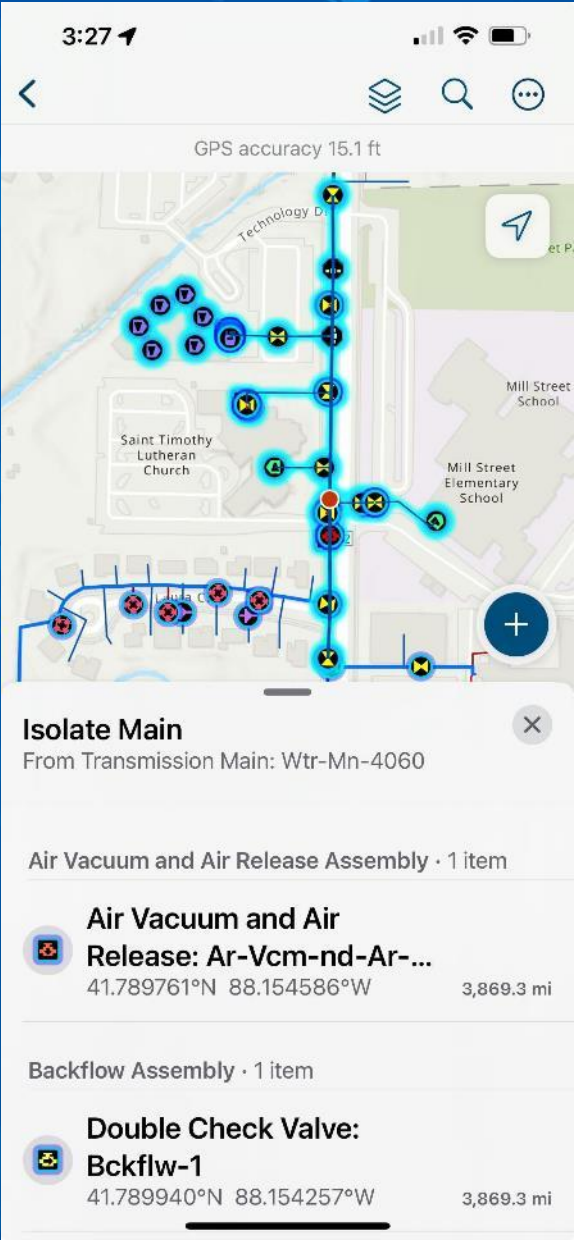 3:27
GPS accuracy 15.1 ft
Technology D
et P
Mill Street
School
Saint Timothy
Lutheran
Church
Mill Street
Elementary
School
2
Isolate Main
From Transmission Main: Wtr-Mn-4060
Air Vacuum and Air Release Assembly · 1 item
Air Vacuum and Air
Release: Ar-Vcm-nd-Ar-...
41.789761°N 88.154586°W
3,869.3 mi
Backflow Assembly · 1 item
Double Check Valve:
Bckflw-1
41.789940°N 88.154257°W
3,869.3 mi